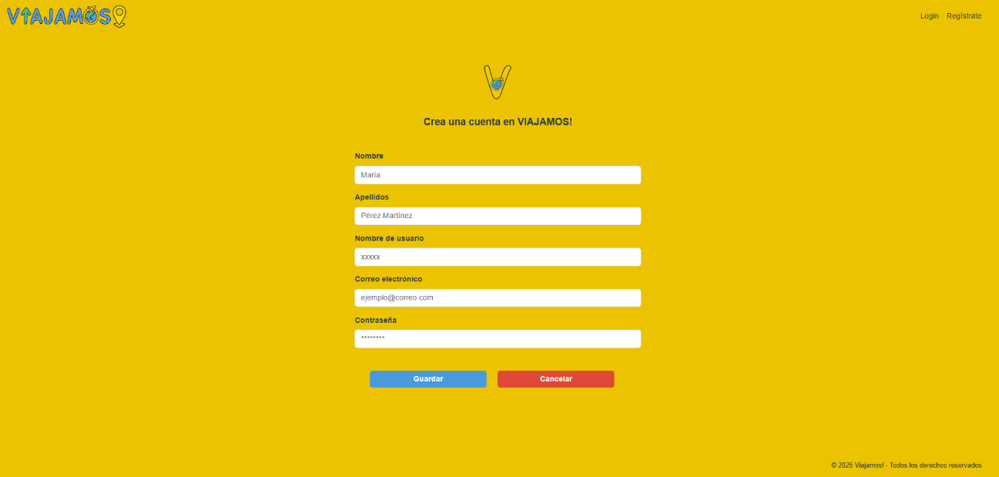 VIAJAMOS
Login Regístrate
V
Crea una cuenta en VIAJAMOS!
Nombre
María
Apellidos
Pérez Martínez
Nombre de usuario
xxxxx
Correo electrónico
ejemplo@correo.com
Contraseña
********
Guardar Cancelar
© 2025 Viajamos! - Todos los derechos reservados